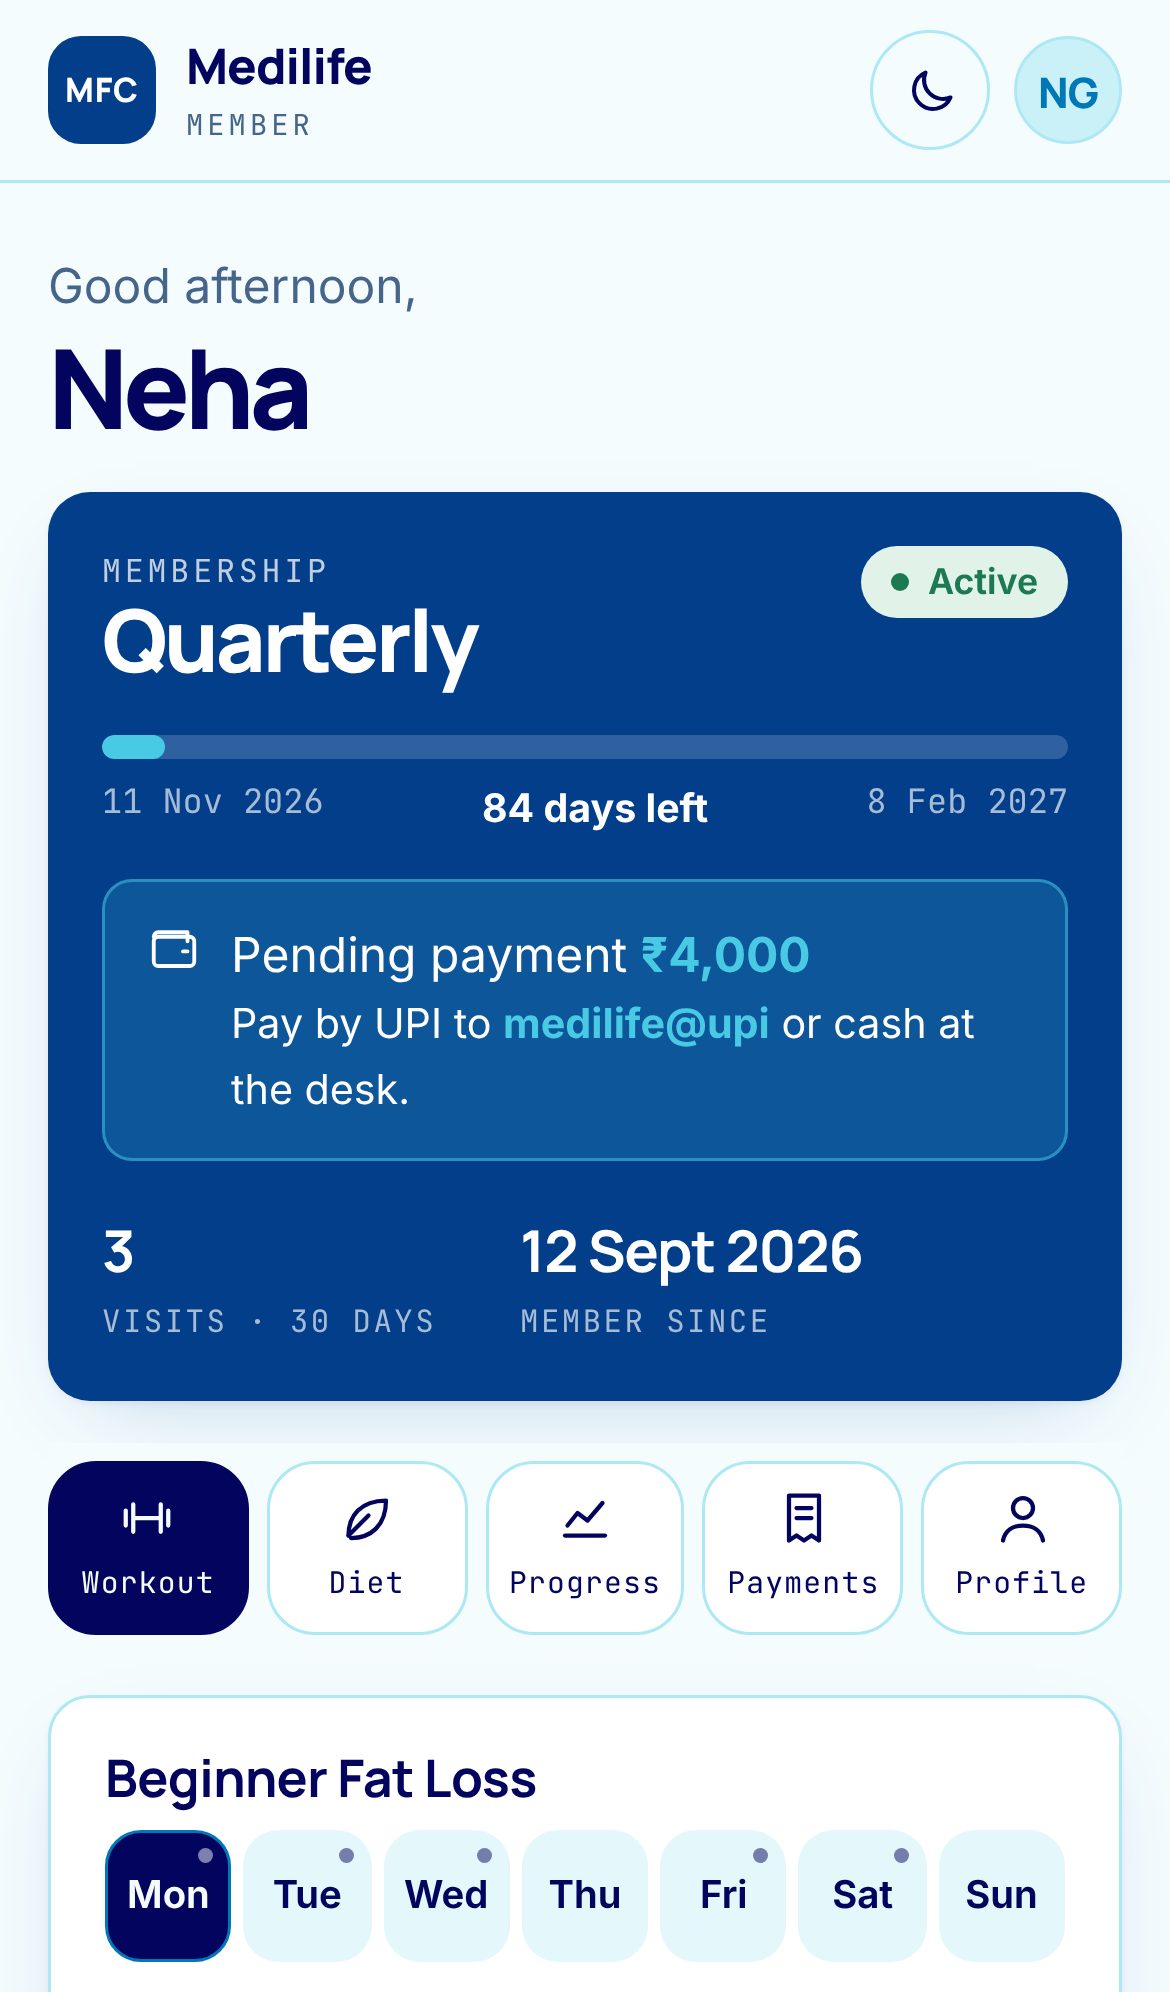 MFC
Medilife
MEMBER
NG
Good afternoon,
Neha
MEMBERSHIP
Active
Quarterly
11 Nov 2026
84 days left
8 Feb 2027
Pending payment ₹4,000
Pay by UPI to medilife@upi or cash at
the desk.
3
12 Sept 2026
VISITS · 30 DAYS
MEMBER SINCE
Workout
Diet
Progress
Payments
Profile
Beginner Fat Loss
Mon
Tue
Wed
Thu
Fri
Sat
Sun